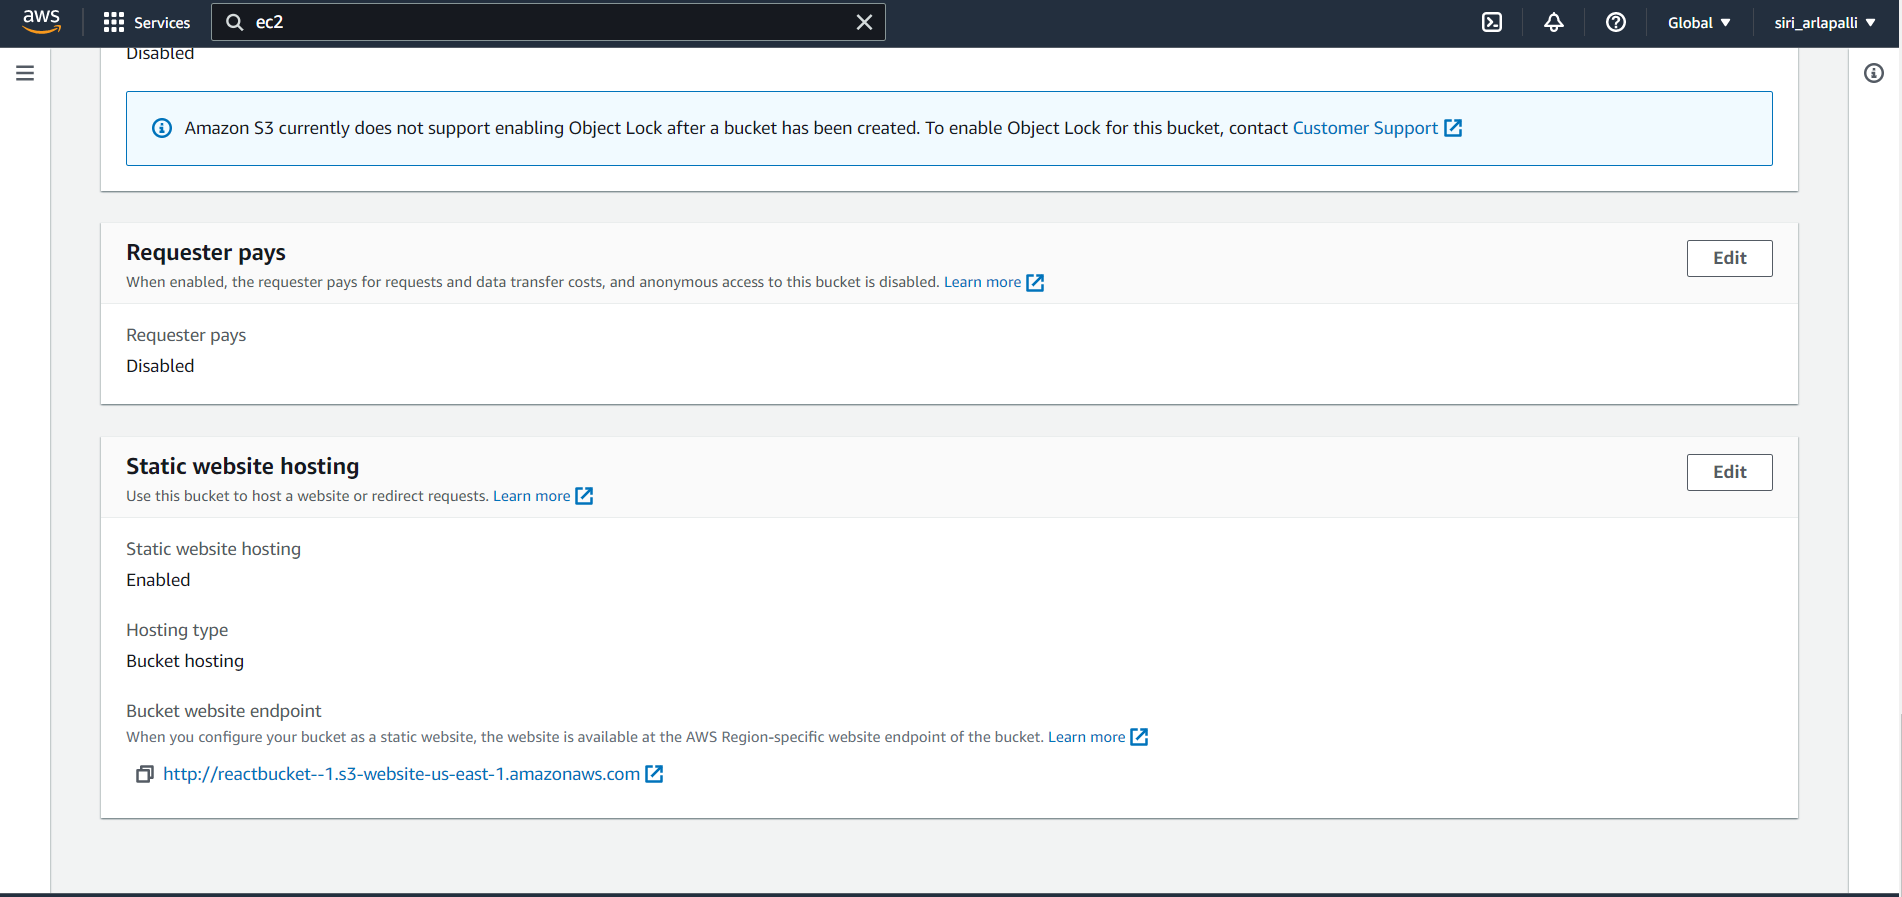 aws
Services
ec2
Global
siri_arlapalli
Disabled
Amazon S3 currently does not support enabling Object Lock after a bucket has been created. To enable Object Lock for this bucket, contact Customer Support
Requester pays
Edit
When enabled, the requester pays for requests and data transfer costs, and anonymous access to this bucket is disabled. Learn more
Requester pays
Disabled
Static website hosting
Edit
Use this bucket to host a website or redirect requests. Learn more
Static website hosting
Enabled
Hosting type
Bucket hosting
Bucket website endpoint
When you configure your bucket as a static website, the website is available at the AWS Region-specific website endpoint of the bucket. Learn more
http://reactbucket--1.s3-website-us-east-1.amazonaws.com